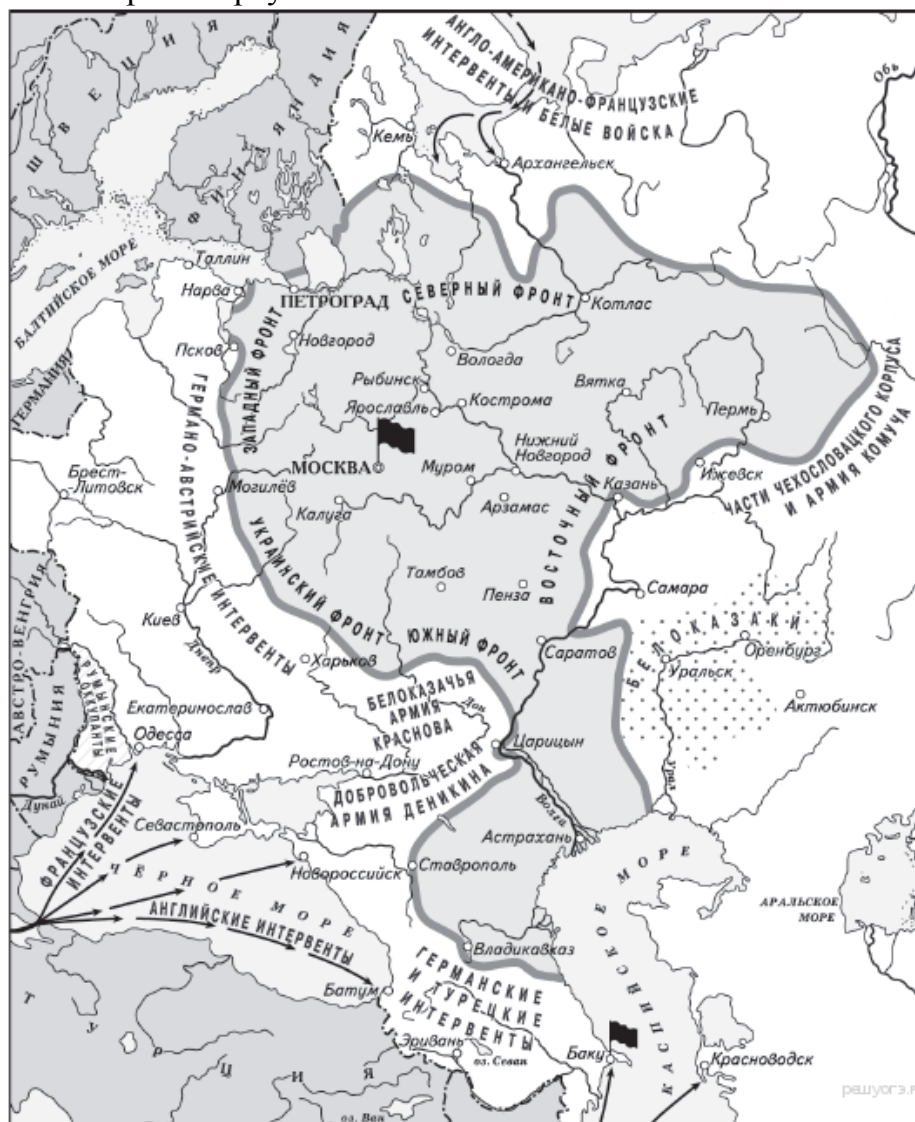 АНГЛО-АМЕРИКАНО-ФРАНЦУЗСКИЕ
ИНТЕРВЕНТЫ И БЕЛЫЕ ВОЙСКА
ШВЕЦИЯ
ФИНЛЯНДИЯ
Обь
Кемь
Архангельск
БАЛТИЙСКОЕ МОРЕ
Таллин
Нарва
ПЕТРОГРАД
СЕВЕРНЫЙ ФРОНТ
Котлас
Псков
Новгород
ЗАПАДНЫЙ ФРОНТ
Вологда
ГЕРМАНИЯ
ГЕРМАНО-АВСТРИЙСКИЕ ИНТЕРВЕНТЫ
Рыбинск
Вятка
Ярославль
Кострома
Пермь
МОСКВА
Муром
Нижний
Новгород
ВОСТОЧНЫЙ ФРОНТ
Ижевск
ЧАСТИ ЧЕХОСЛОВАЦКОГО КОРПУСА
И АРМИЯ КОМУЧА
Брест-
Литовск
Могилёв
Калуга
Арзамас
Казань
УКРАИНСКИЙ ФРОНТ
Тамбов
Пенза
Самара
Киев
Днепр
ЮЖНЫЙ ФРОНТ
Саратов
БЕЛОКАЗАКИ
Оренбург
Уральск
Актюбинск
АВСТРО-ВЕНГРИЯ
РУМЫНСКИЕ
ОККУПАНТЫ
РУМЫНИЯ
Харьков
БЕЛОКАЗАЧЬЯ
АРМИЯ
КРАСНОВА
Дон
Екатеринослав
Одесса
Царицын
Ростов-на-Дону
ДОБРОВОЛЬЧЕСКАЯ
АРМИЯ ДЕНИКИНА
Волга
Урал
Дунай
ФРАНЦУЗСКИЕ
ИНТЕРВЕНТЫ
Севастополь
Астрахань
Новороссийск
Ставрополь
ЧЁРНОЕ МОРЕ
АНГЛИЙСКИЕ ИНТЕРВЕНТЫ
АРАЛЬСКОЕ
МОРЕ
Владикавказ
КАСПИЙСКОЕ МОРЕ
Батум
ГЕРМАНСКИЕ
И ТУРЕЦКИЕ
ИНТЕРВЕНТЫ
ТУРЦИЯ
Эривань
оз. Севан
Баку
Красноводск
оз. Ван